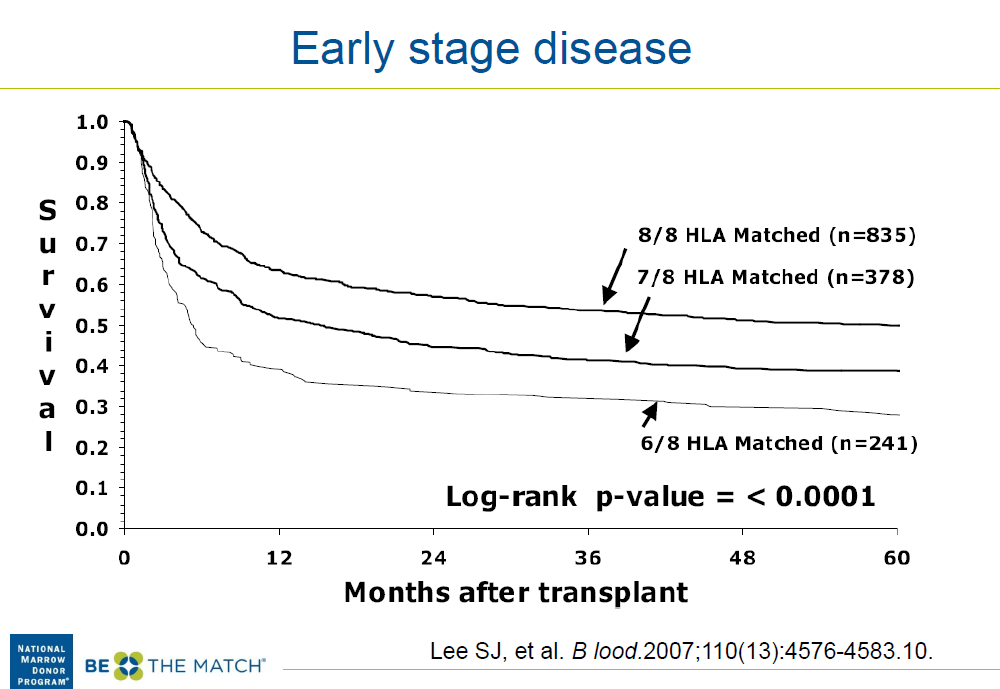 Early stage disease
1.0
0.9
0.8
0.7
0.6
0.5
0.4
0.3
0.2
0.1
0.0
Survival
8/8 HLA Matched (n=835)
7/8 HLA Matched (n=378)
6/8 HLA Matched (n=241)
Log-rank p-value = < 0.0001
0 12 24 36 48 60
Months after transplant
NATIONAL
MARROW
DONOR
PROGRAM®
BE THE MATCH®
Lee SJ, et al. B lood.2007;110(13):4576-4583.10.